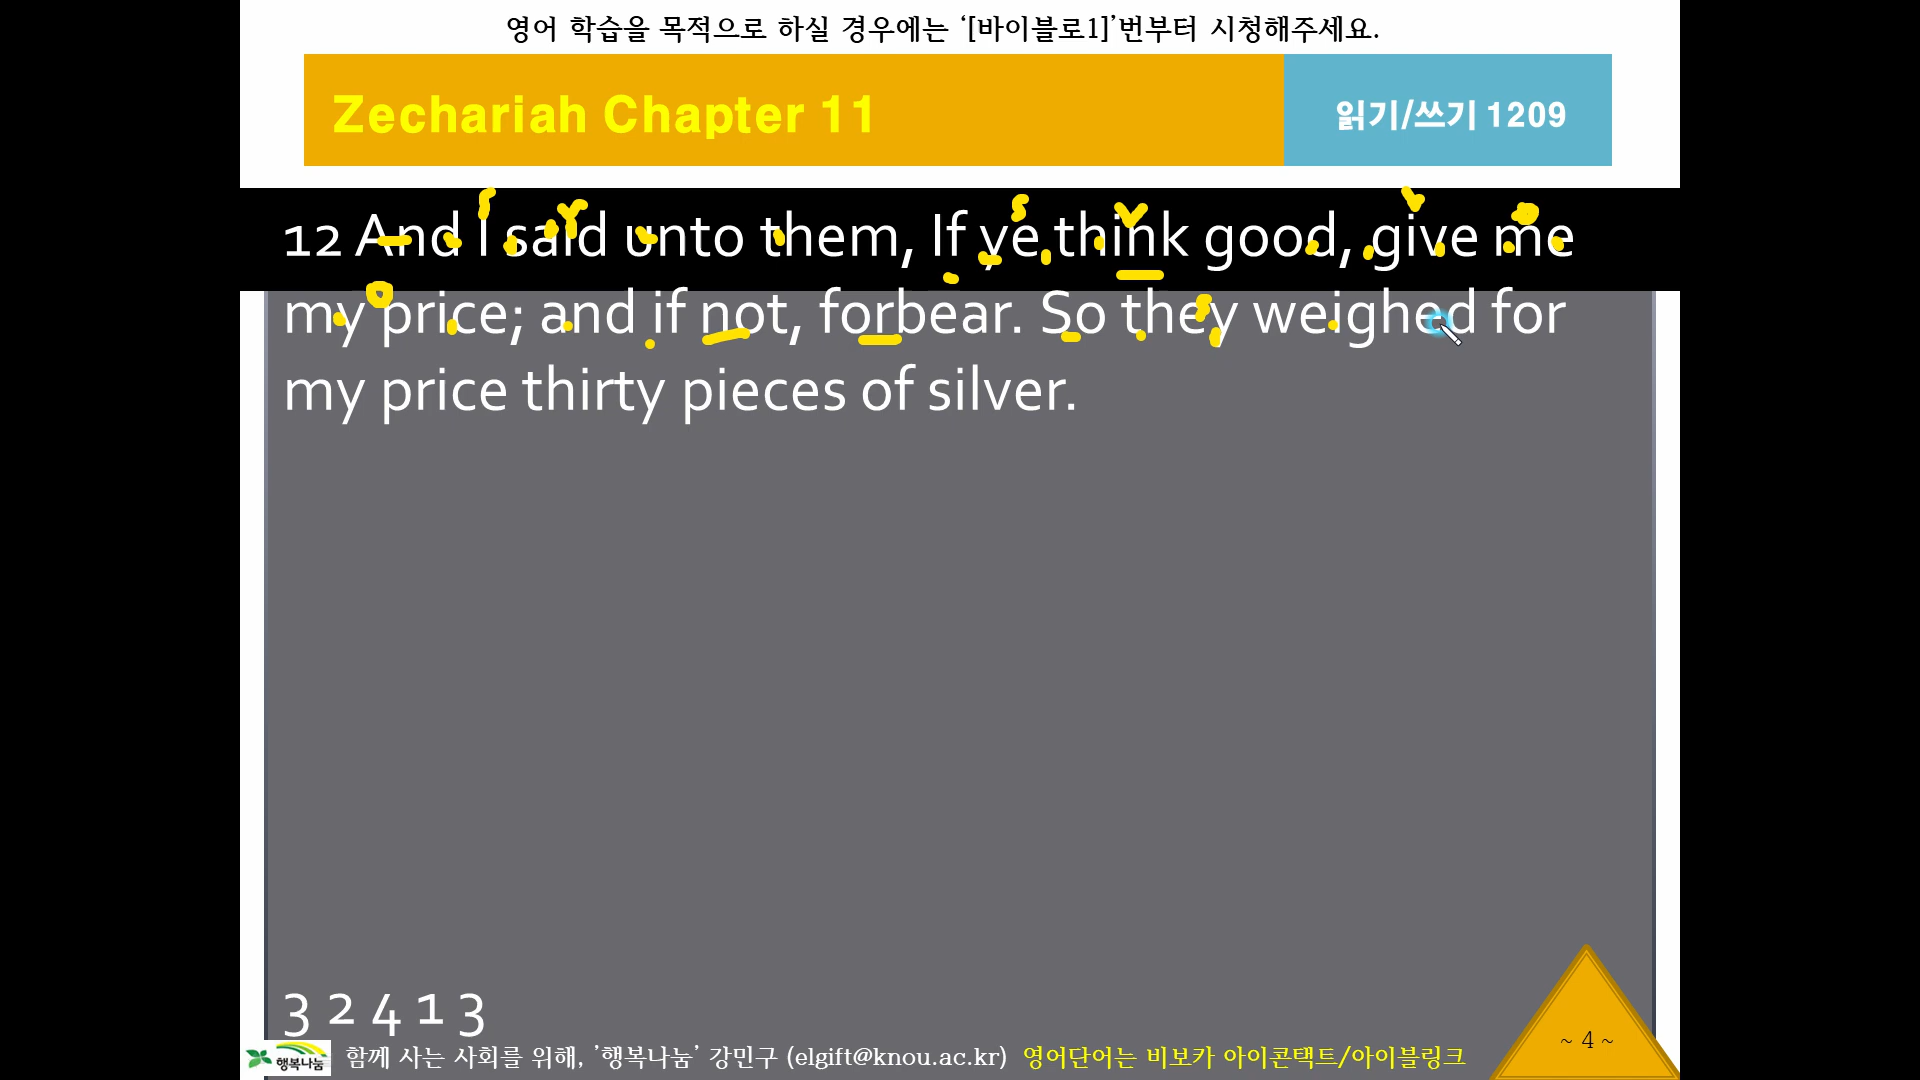 영어 학습을 목적으로 하실 경우에는 ‘[바이블로1]’번부터 시청해주세요.
Zechariah Chapter 11
읽기/쓰기 1209
12 And I said unto them, If ye think good, give me
my price; and if not, forbear. So they weighed for
my price thirty pieces of silver.
3 2 4 1 3
행복나눔
함께 사는 사회를 위해, ’행복나눔’ 강민구 (elgift@knou.ac.kr) 영어단어는 비보카 아이콘택트/아이블링크
~ 4 ~